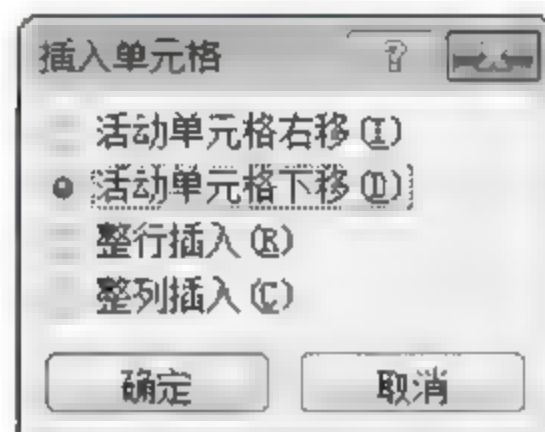 插入单元格 ?
活动单元格右移(I)
活动单元格下移(D)
整行插入(R)
整列插入(C)
确定 取消